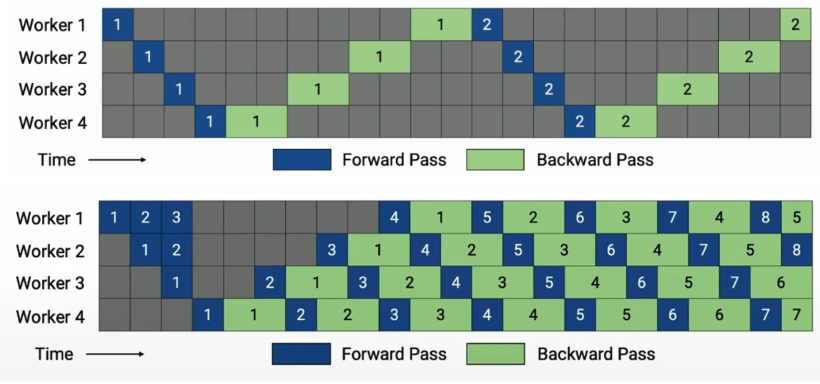 Worker 1 1 1 2 2
Worker 2 1 1 2 2
Worker 3 1 1 2 2
Worker 4 1 1 2 2
Time Forward Pass Backward Pass
Worker 1 1 2 3 4 1 5 2 6 3 7 4 8 5
Worker 2 1 2 3 1 4 2 5 3 6 4 7 5 8
Worker 3 1 2 1 3 2 4 3 5 4 6 5 7 6
Worker 4 1 1 2 2 3 3 4 4 5 5 6 6 7 7
Time Forward Pass Backward Pass